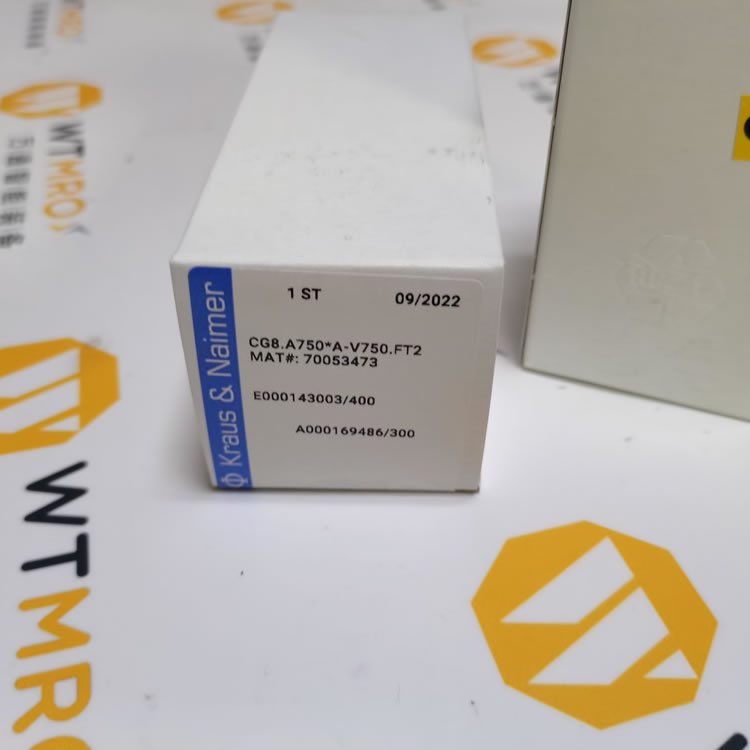 1 ST 09/2022
CG8.A750*A-V750.FT2
MAT#: 70053473
E000143003/400
A000169486/300
Kraus & Naimer
WTMRO
WTMRO